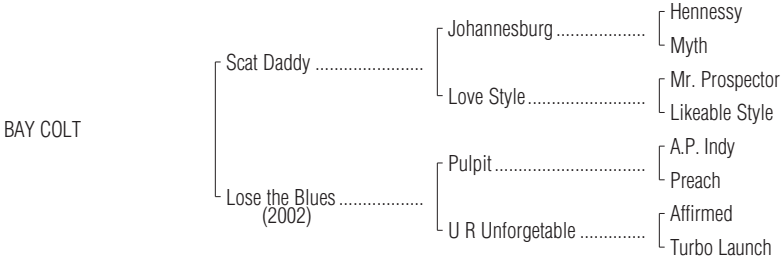 Hennessy
Johannesburg ...................
Myth
Scat Daddy .......................
Mr. Prospector
Love Style.........................
Likeable Style
BAY COLT
A.P. Indy
Pulpit................................
Preach
Lose the Blues ..................
(2002)
Affirmed
U R Unforgetable ..............
Turbo Launch